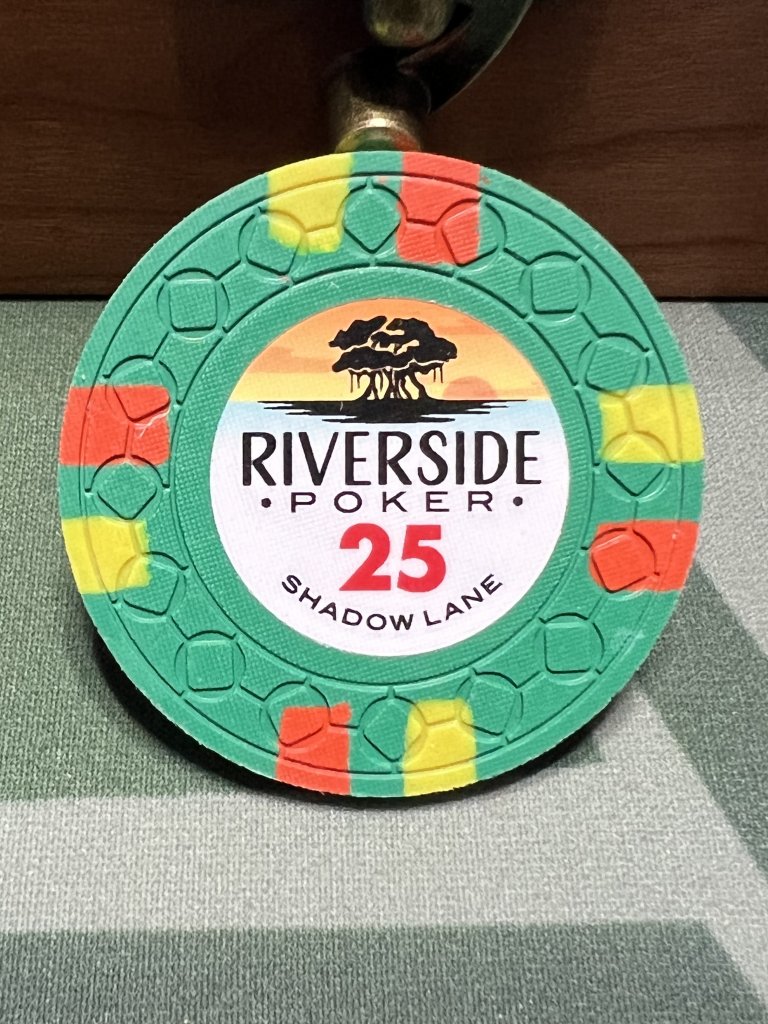 RIVERSIDE
• POKER •
25
SHADOW LANE